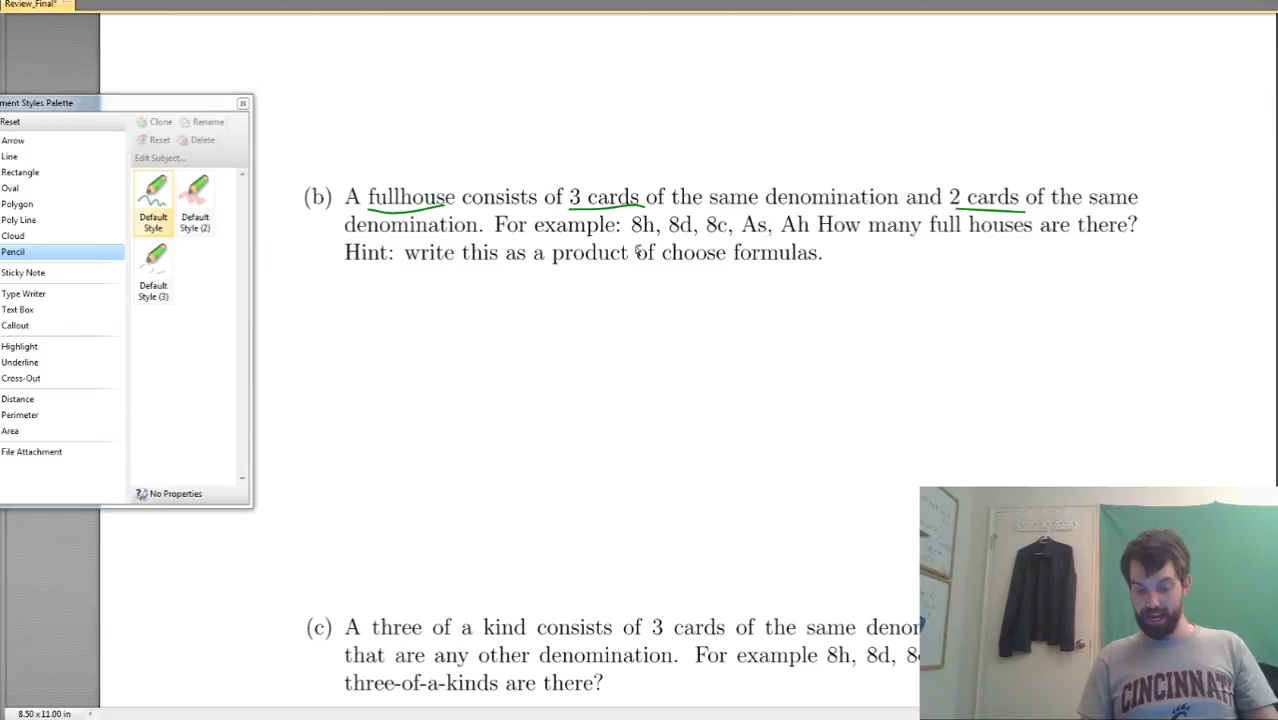 Review_Final*
ment Styles Palette
Reset
Arrow
Line
Rectangle
Oval
Polygon
Poly Line
Cloud
Pencil
Sticky Note
Type Writer
Text Box
Callout
Highlight
Underline
Cross-Out
Distance
Perimeter
Area
File Attachment
Clone Rename
Reset Delete
Edit Subject...
Default Style
Default Style (2)
Default Style (3)
No Properties
(b) A fullhouse consists of 3 cards of the same denomination and 2 cards of the same
denomination. For example: 8h, 8d, 8c, As, Ah How many full houses are there?
Hint: write this as a product of choose formulas.
(c) A three of a kind consists of 3 cards of the same denor
that are any other denomination. For example 8h, 8d, 8
three-of-a-kinds are there?
CINCINNATI
8.50 x 11.00 in